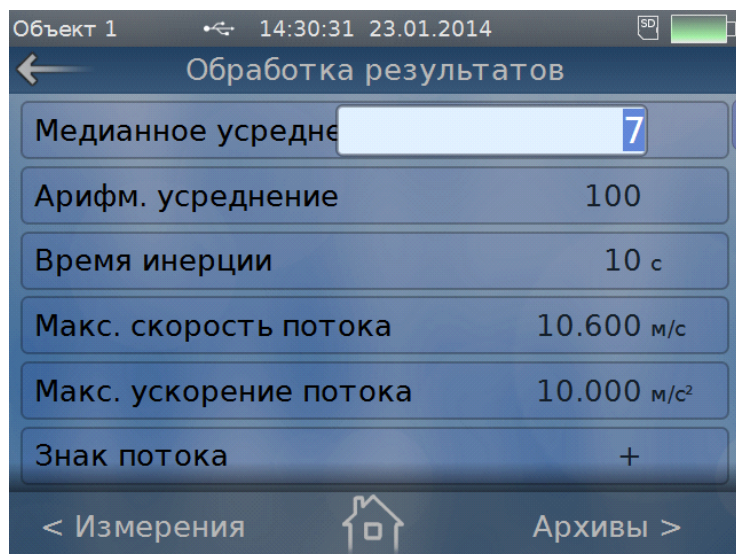 Объект 1 14:30:31 23.01.2014 SD
Обработка результатов
Медианное усредне 7
Арифм. усреднение 100
Время инерции 10 с
Макс. скорость потока 10.600 м/с
Макс. ускорение потока 10.000 м/с²
Знак потока +
< Измерения Архивы >